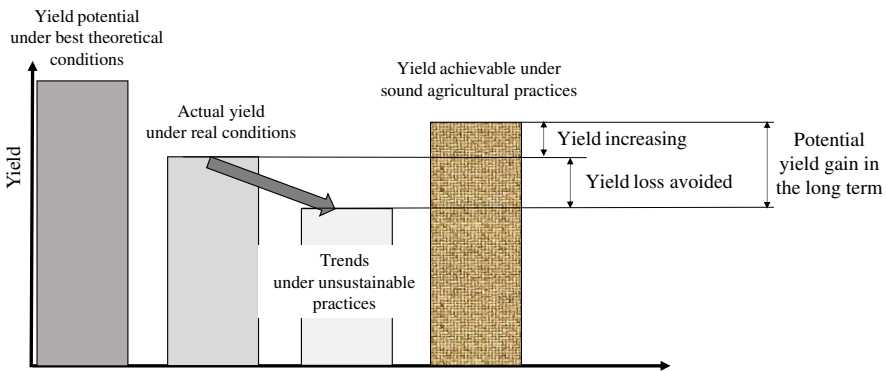 Yield potential
under best theoretical
conditions
Yield
Actual yield
under real conditions
Trends
under unsustainable
practices
Yield achievable under
sound agricultural practices
Yield increasing
Yield loss avoided
Potential
yield gain in
the long term